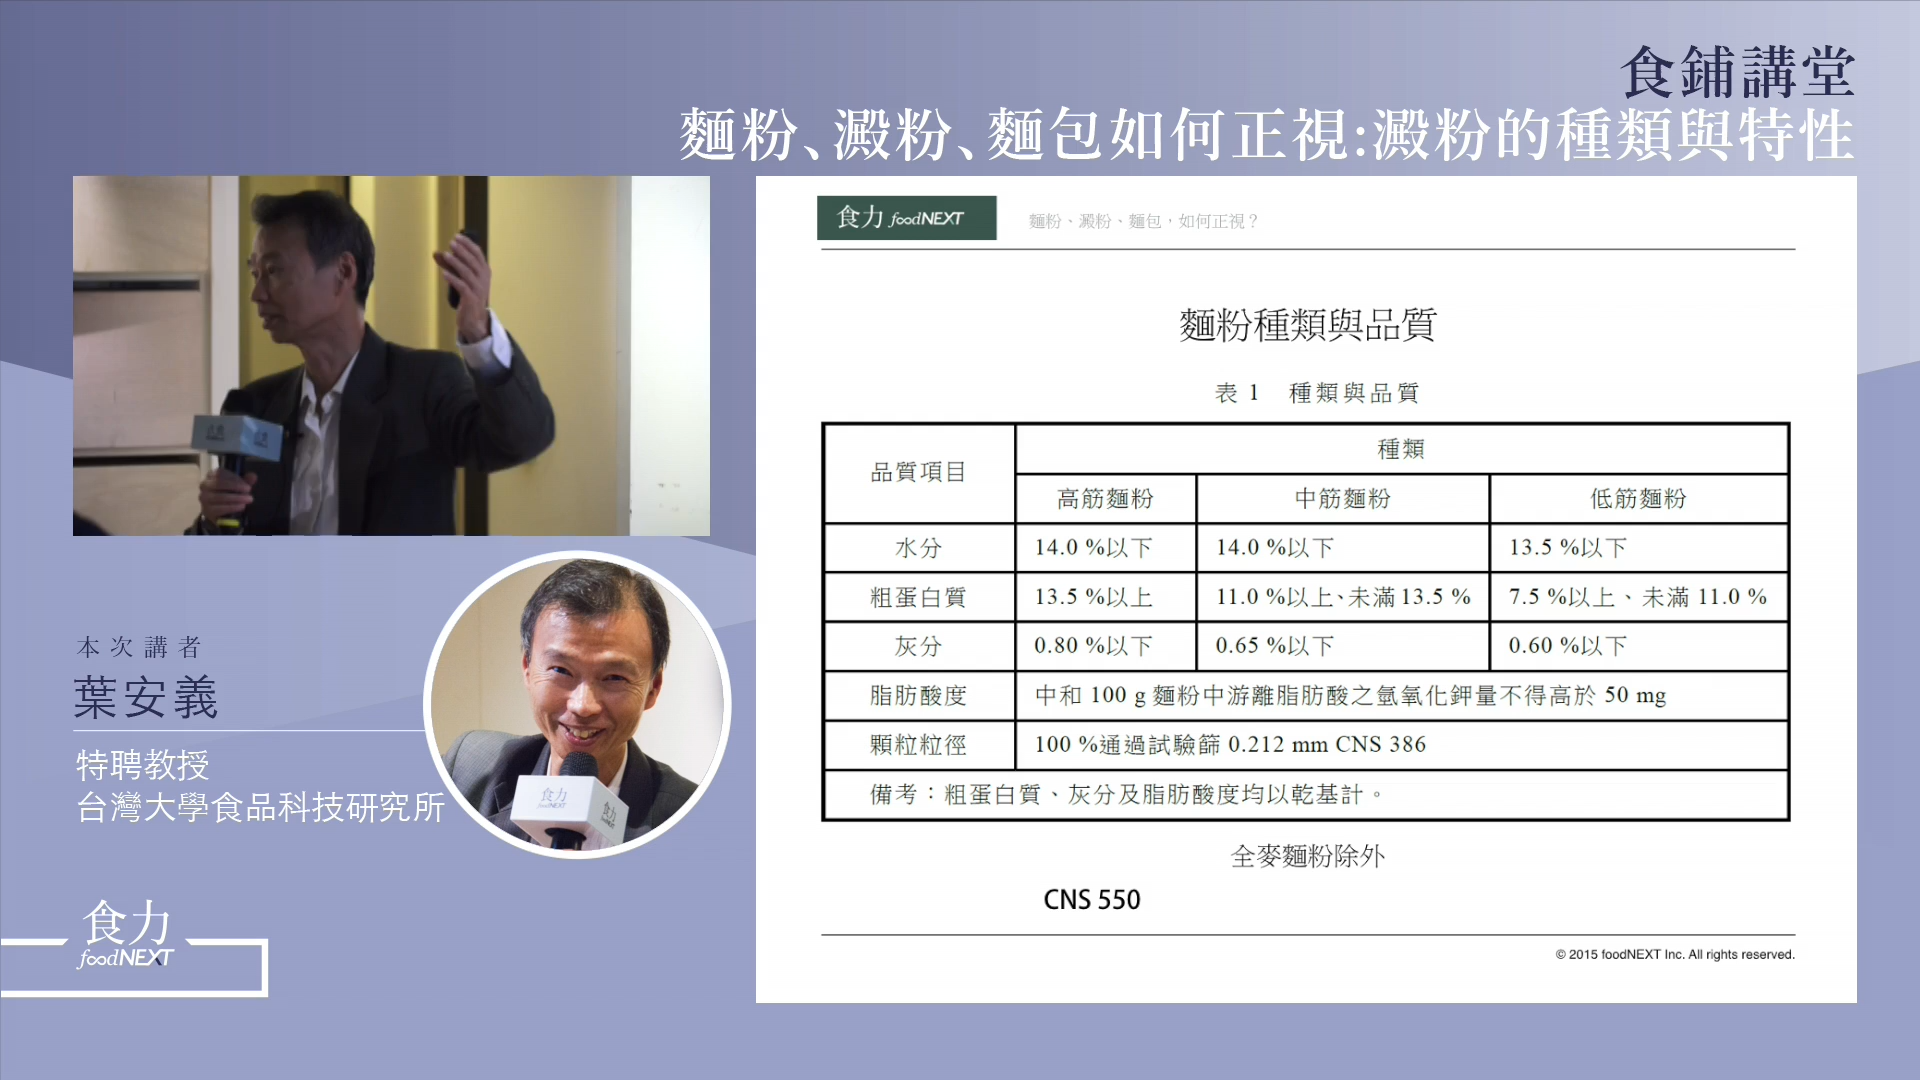 食鋪講堂
麵粉、澱粉、麵包如何正視:澱粉的種類與特性
食力 foodNEXT
麵粉、澱粉、麵包，如何正視？
麵粉種類與品質
表 1 種類與品質
品質項目
種類
高筋麵粉 中筋麵粉 低筋麵粉
水分 14.0 %以下 14.0 %以下 13.5 %以下
粗蛋白質 13.5 %以上 11.0 %以上、未滿 13.5 % 7.5 %以上、未滿 11.0 %
灰分 0.80 %以下 0.65 %以下 0.60 %以下
脂肪酸度 中和 100 g 麵粉中游離脂肪酸之氫氧化鉀量不得高於 50 mg
顆粒粒徑 100 %通過試驗篩 0.212 mm CNS 386
備考：粗蛋白質、灰分及脂肪酸度均以乾基計。
全麥麵粉除外
CNS 550
© 2015 foodNEXT Inc. All rights reserved.
本次講者
葉安義
特聘教授
台灣大學食品科技研究所
食力
食力
食力
foodNEXT